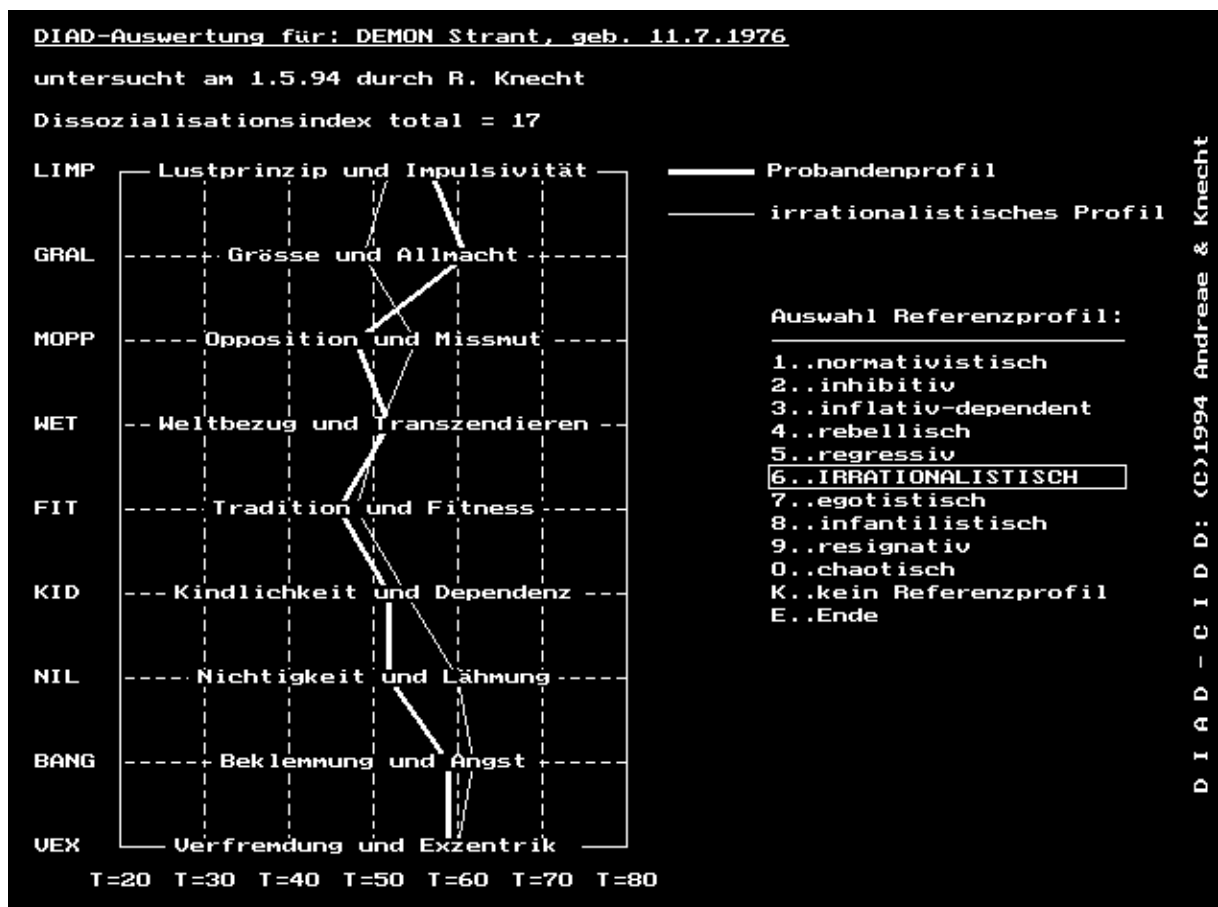 DIAD-Auswertung für: DEMON Strant, geb. 11.7.1976
untersucht am 1.5.94 durch R. Knecht
Dissozialisationsindex total = 17
LIMP Lustprinzip und Impulsivität
GRAL Grösse und Allmacht
MOPP Opposition und Missmut
WET Weltbezug und Transzendieren
FIT Tradition und Fitness
KID Kindlichkeit und Dependenz
NIL Nichtigkeit und Lähmung
BANG Beklemmung und Angst
VEX Verfremdung und Exzentrik
T=20 T=30 T=40 T=50 T=60 T=70 T=80
Probandenprofil
irrationalistisches Profil
Auswahl Referenzprofil:
1..normativistisch
2..inhibitiv
3..inflativ-dependent
4..rebellisch
5..regressiv
6..IRRATIONALISTISCH
7..egotistisch
8..infantilistisch
9..resignativ
0..chaotisch
K..kein Referenzprofil
E..Ende
D I A D - C I D D: (C)1994 Andreae & Knecht